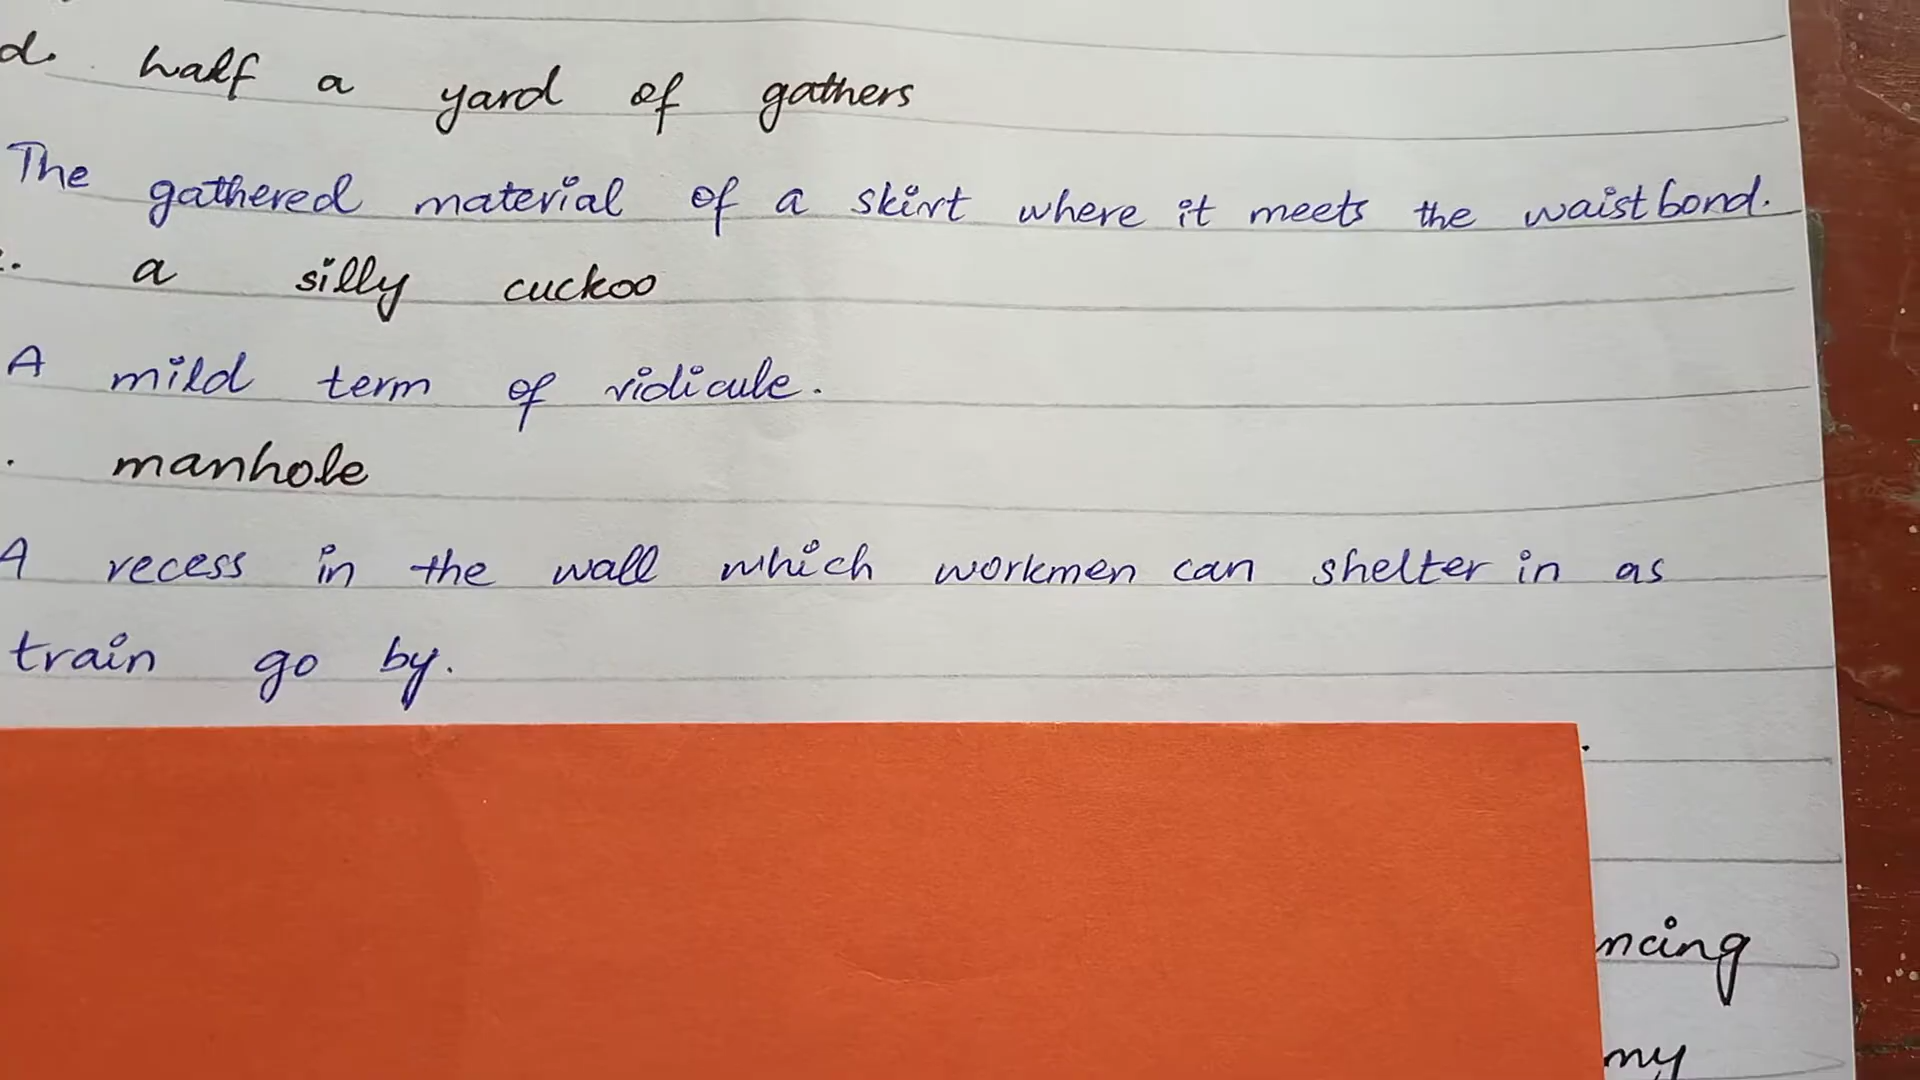 d. half a yard of gathers
The gathered material of a skirt where it meets the waistbond.
. a silly cuckoo
A mild term of ridicule.
. manhole
A recess in the wall which workmen can shelter in as
train go by.
.
ncing
my